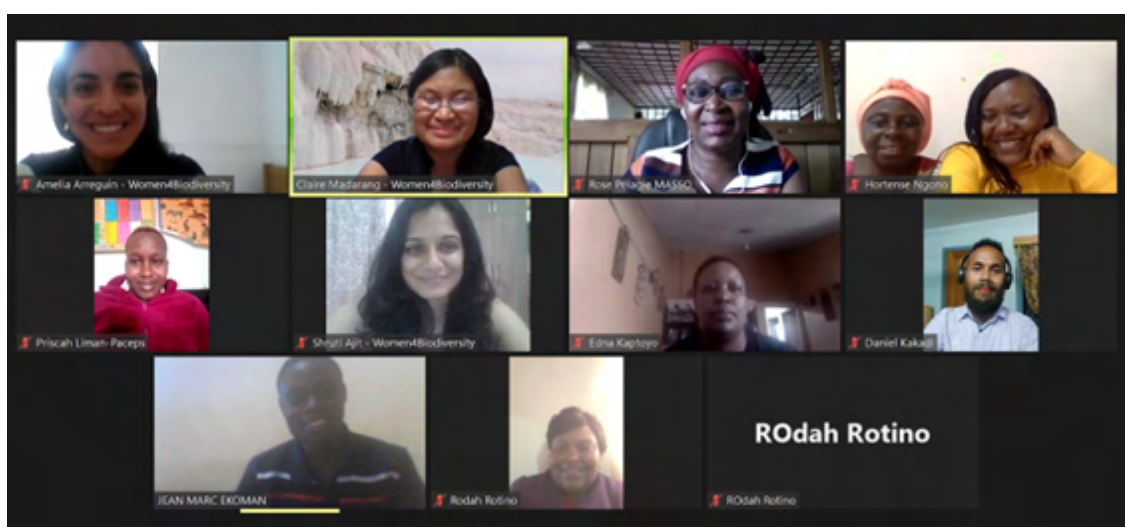 Amelia Arreguín - Women4Biodiversity
Claire Madarang - Women4Biodiversity
Rose Pelagie MASSO
Hortense Ngono
Priscah Liman-Paceps
Shruti Ajit - Women4Biodiversity
Edna Kaptoyo
Daniel Kakadi
JEAN MARC EKOMAN
Rodah Rotino
ROdah Rotino
ROdah Rotino